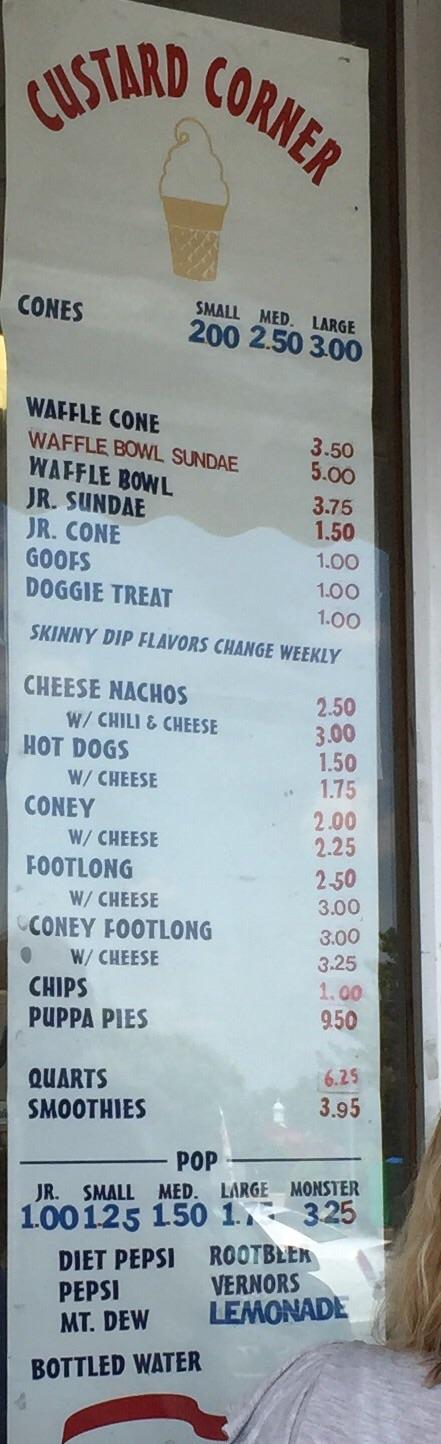 CUSTARD CORNER
CONES SMALL MED. LARGE
200 2.50 3.00
WAFFLE CONE 3.50
WAFFLE BOWL SUNDAE 5.00
WAFFLE BOWL 3.75
JR. SUNDAE 1.50
JR. CONE 1.00
GOOFS 1.00
DOGGIE TREAT 1.00
SKINNY DIP FLAVORS CHANGE WEEKLY
CHEESE NACHOS 2.50
W/ CHILI & CHEESE 3.00
HOT DOGS 1.50
W/ CHEESE 1.75
CONEY 2.00
W/ CHEESE 2.25
FOOTLONG 2.50
W/ CHEESE 3.00
CONEY FOOTLONG 3.00
W/ CHEESE 3.25
CHIPS 1.00
PUPPA PIES 9.50
QUARTS 6.25
SMOOTHIES 3.95
POP
JR. SMALL MED. LARGE MONSTER
1.00 1.25 1.50 1.75 3.25
DIET PEPSI ROOTBEER
PEPSI VERNORS
MT. DEW LEMONADE
BOTTLED WATER